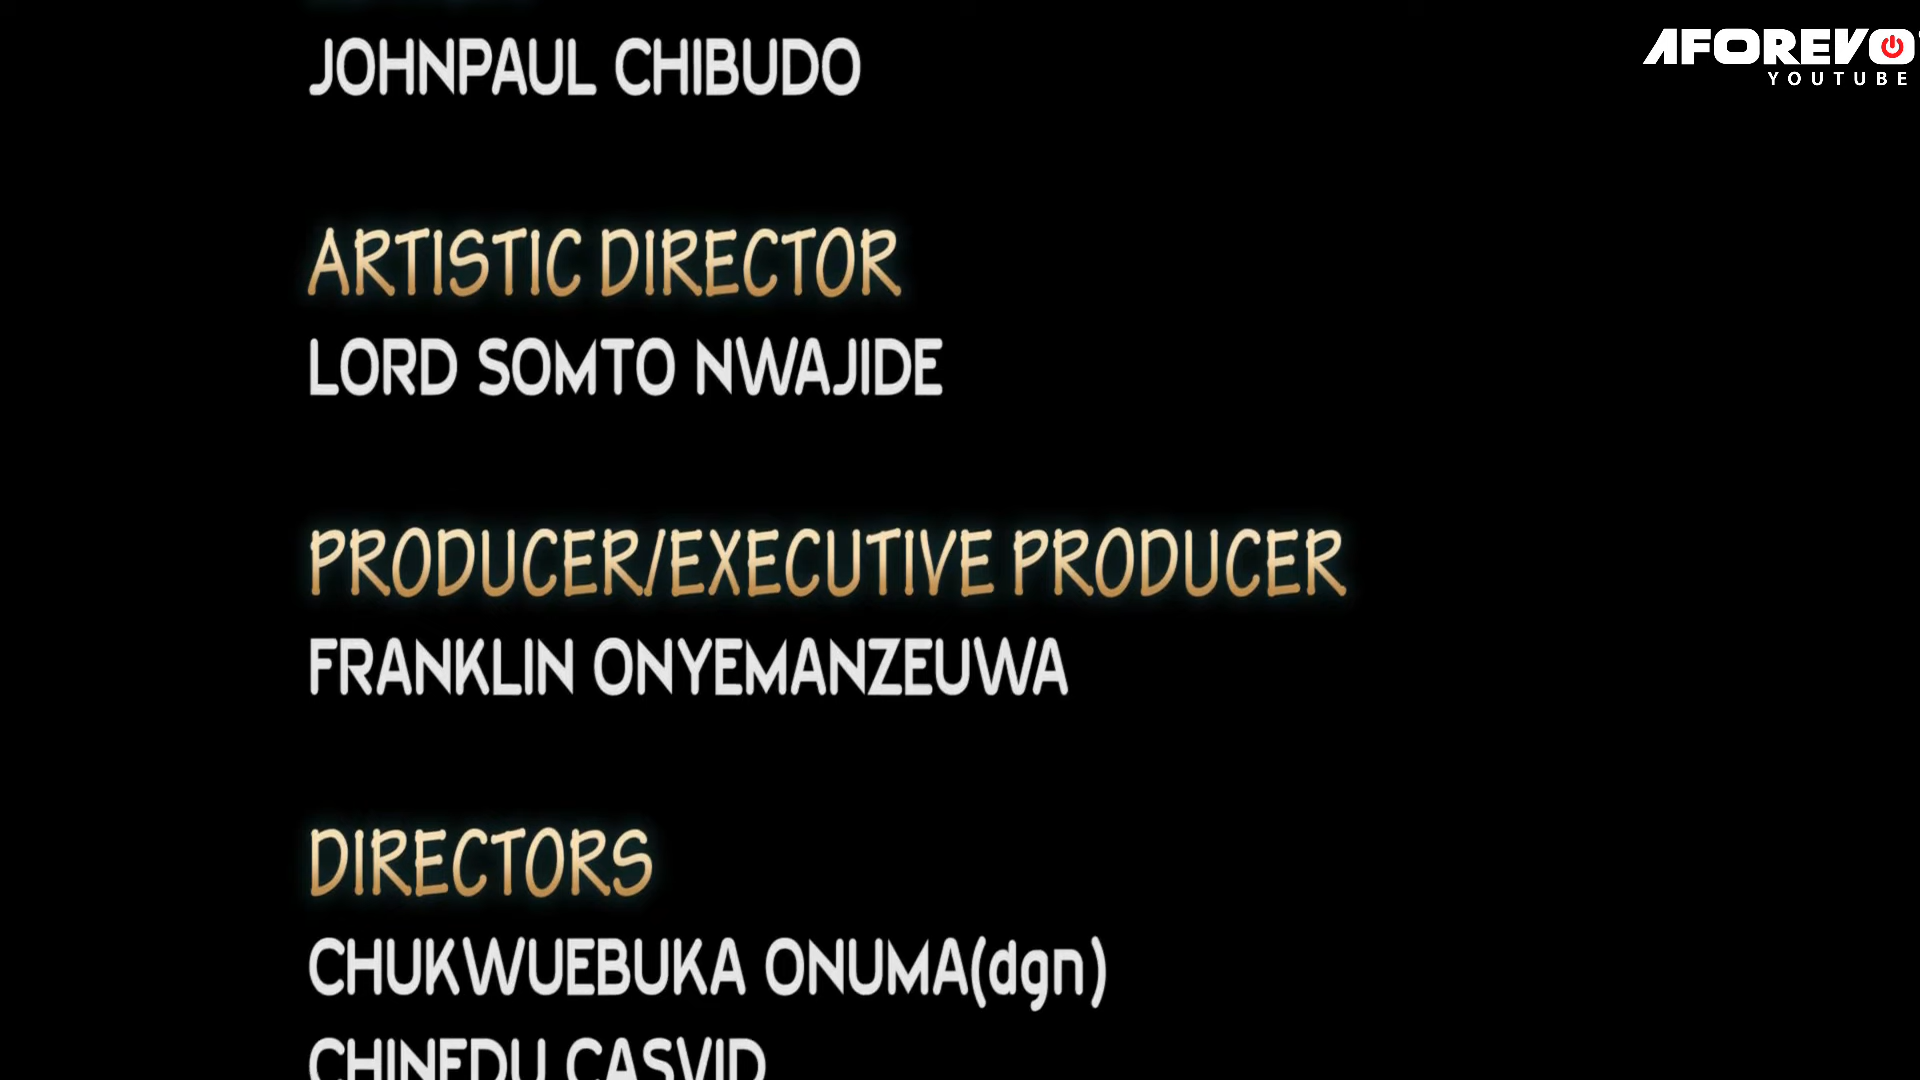 JOHNPAUL CHIBUDO
AFOREVO
YOUTUBE
ARTISTIC DIRECTOR
LORD SOMTO NWAJIDE
PRODUCER/EXECUTIVE PRODUCER
FRANKLIN ONYEMANZEUWA
DIRECTORS
CHUKWUEBUKA ONUMA(dgn)
CHINEDU CASVID